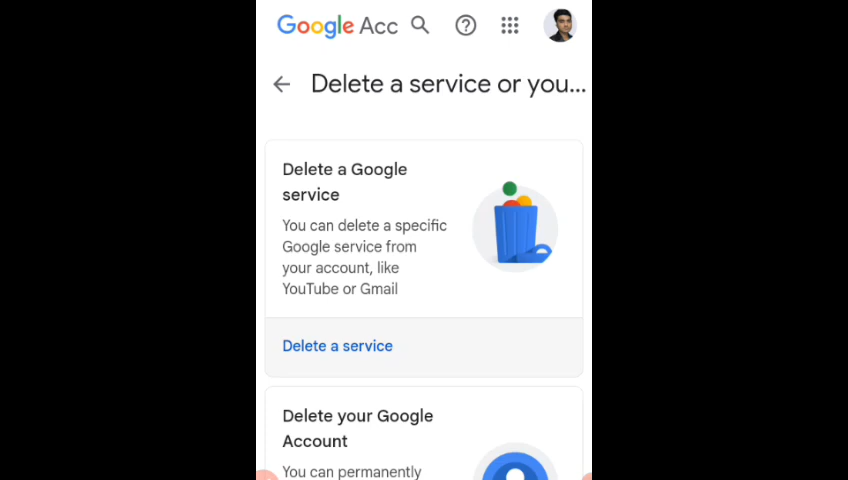 Google Acc
Delete a service or you...
Delete a Google
service
You can delete a specific
Google service from
your account, like
YouTube or Gmail
Delete a service
Delete your Google
Account
You can permanently